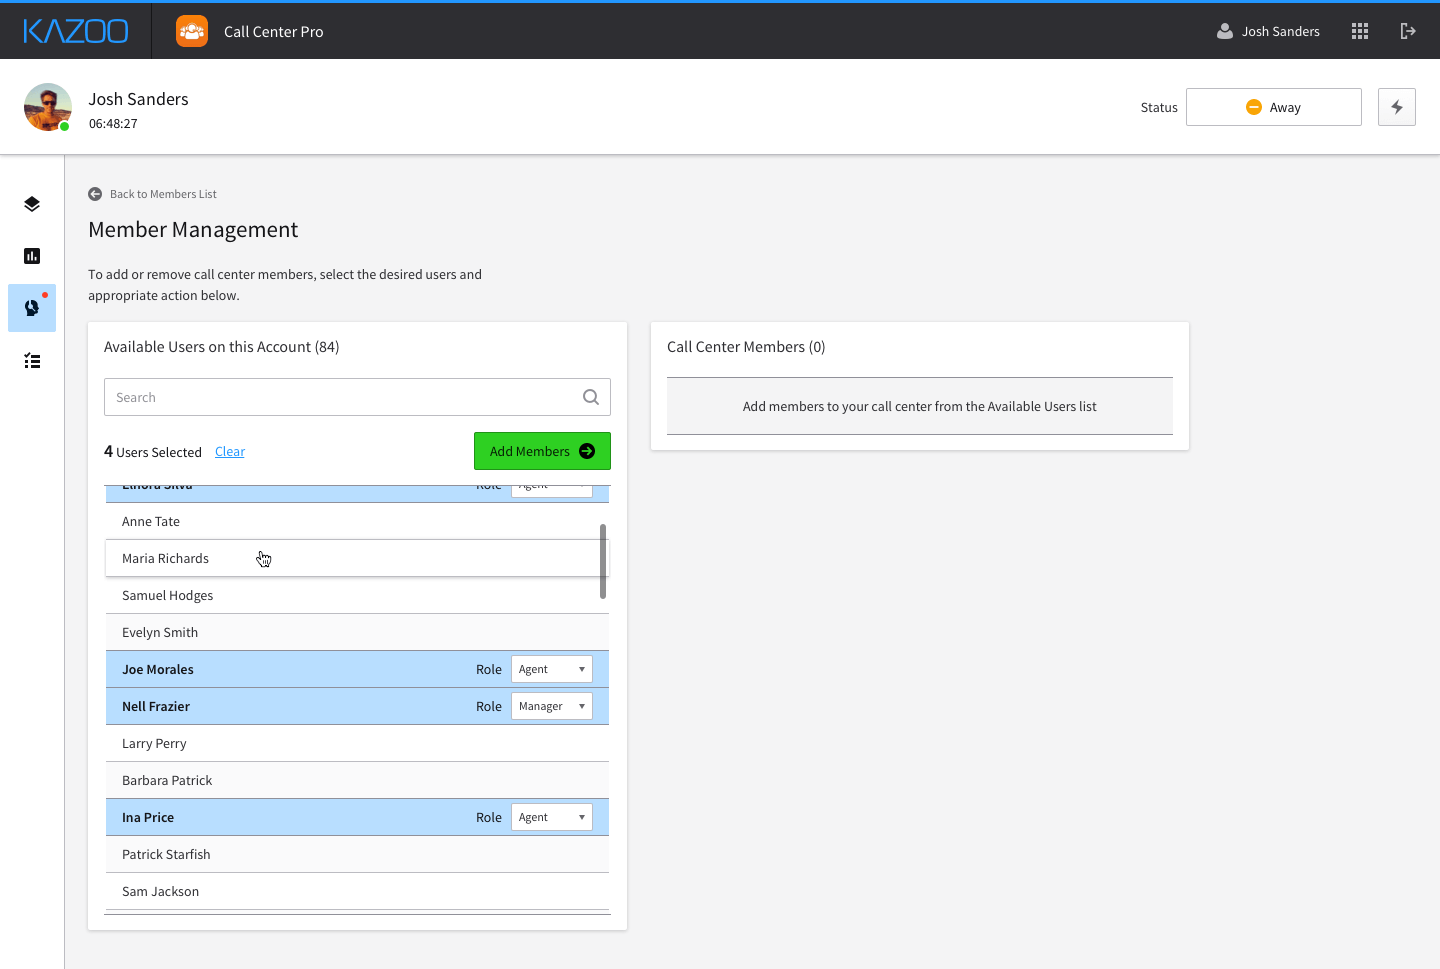 KAZOO
Call Center Pro
Josh Sanders
Josh Sanders
06:48:27
Status
Away
Back to Members List
Member Management
To add or remove call center members, select the desired users and
appropriate action below.
Available Users on this Account (84)
Search
4 Users Selected
Clear
Add Members
Elnora Silva Role Agent
Anne Tate
Maria Richards
Samuel Hodges
Evelyn Smith
Joe Morales Role Agent
Nell Frazier Role Manager
Larry Perry
Barbara Patrick
Ina Price Role Agent
Patrick Starfish
Sam Jackson
Call Center Members (0)
Add members to your call center from the Available Users list